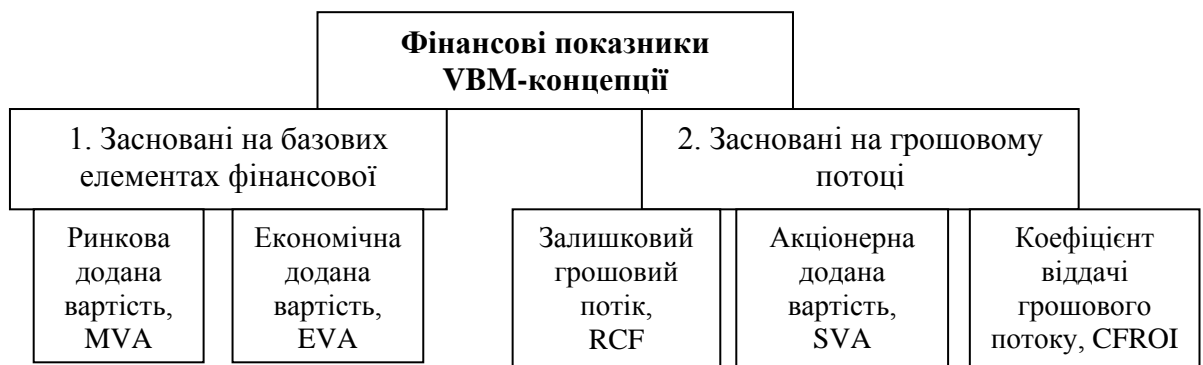 Фінансові показники
VBM-концепції
1. Засновані на базових
елементах фінансової
2. Засновані на грошовому
потоці
Ринкова
додана
вартість,
MVA
Економічна
додана
вартість,
EVA
Залишковий
грошовий
потік,
RCF
Акціонерна
додана
вартість,
SVA
Коефіцієнт
віддачі
грошового
потоку, CFROI